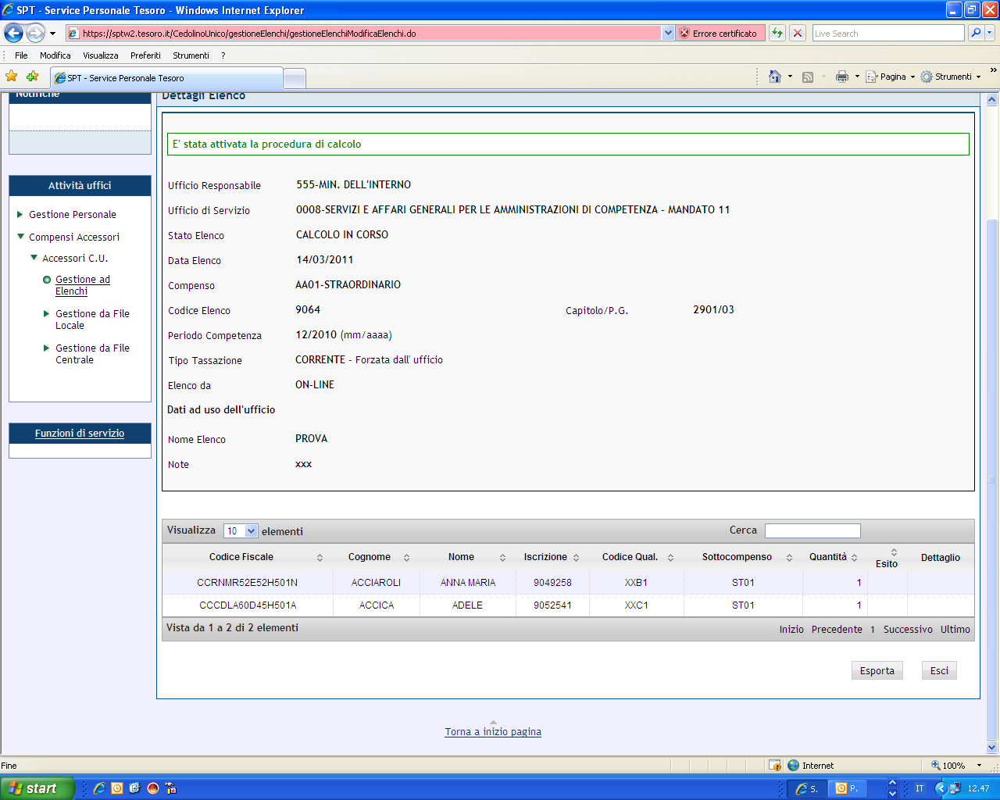 SPT - Service Personale Tesoro - Windows Internet Explorer
https://sptw2.tesoro.it/CedolinoUnico/gestioneElenchi/gestioneElenchiModificaElenchi.do
Errore certificato
Live Search
File Modifica Visualizza Preferiti Strumenti ?
SPT - Service Personale Tesoro
Pagina Strumenti »
Notifiche
Attività uffici
Gestione Personale
Compensi Accessori
Accessori C.U.
Gestione ad
Elenchi
Gestione da File
Locale
Gestione da File
Centrale
Funzioni di servizio
Dettagli Elenco
E' stata attivata la procedura di calcolo
Ufficio Responsabile 555-MIN. DELL'INTERNO
Ufficio di Servizio 0008-SERVIZI E AFFARI GENERALI PER LE AMMINISTRAZIONI DI COMPETENZA - MANDATO 11
Stato Elenco CALCOLO IN CORSO
Data Elenco 14/03/2011
Compenso AA01-STRAORDINARIO
Codice Elenco 9064 Capitolo/P.G. 2901/03
Periodo Competenza 12/2010 (mm/aaaa)
Tipo Tassazione CORRENTE - Forzata dall' ufficio
Elenco da ON-LINE
Dati ad uso dell'ufficio
Nome Elenco PROVA
Note xxx
Visualizza 10 elementi Cerca
Codice Fiscale Cognome Nome Iscrizione Codice Qual. Sottocompenso Quantità Esito Dettaglio
CCRNMR52E52H501N ACCIAROLI ANNA MARIA 9049258 XXB1 ST01 1
CCCDLA60D45H501A ACCICA ADELE 9052541 XXC1 ST01 1
Vista da 1 a 2 di 2 elementi Inizio Precedente 1 Successivo Ultimo
Esporta Esci
Torna a inizio pagina
Fine Internet 100%
start S. P. IT 12.47